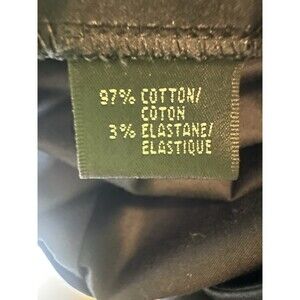 97% COTTON/
COTON
3% ELASTANE/
ELASTIQUE